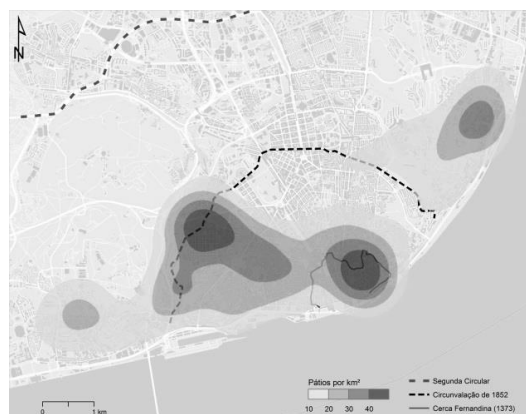 N
0 1 km
Pátios por km²
10 20 30 40
Segunda Circular
Circunvalação de 1852
Cerca Fernandina (1373)